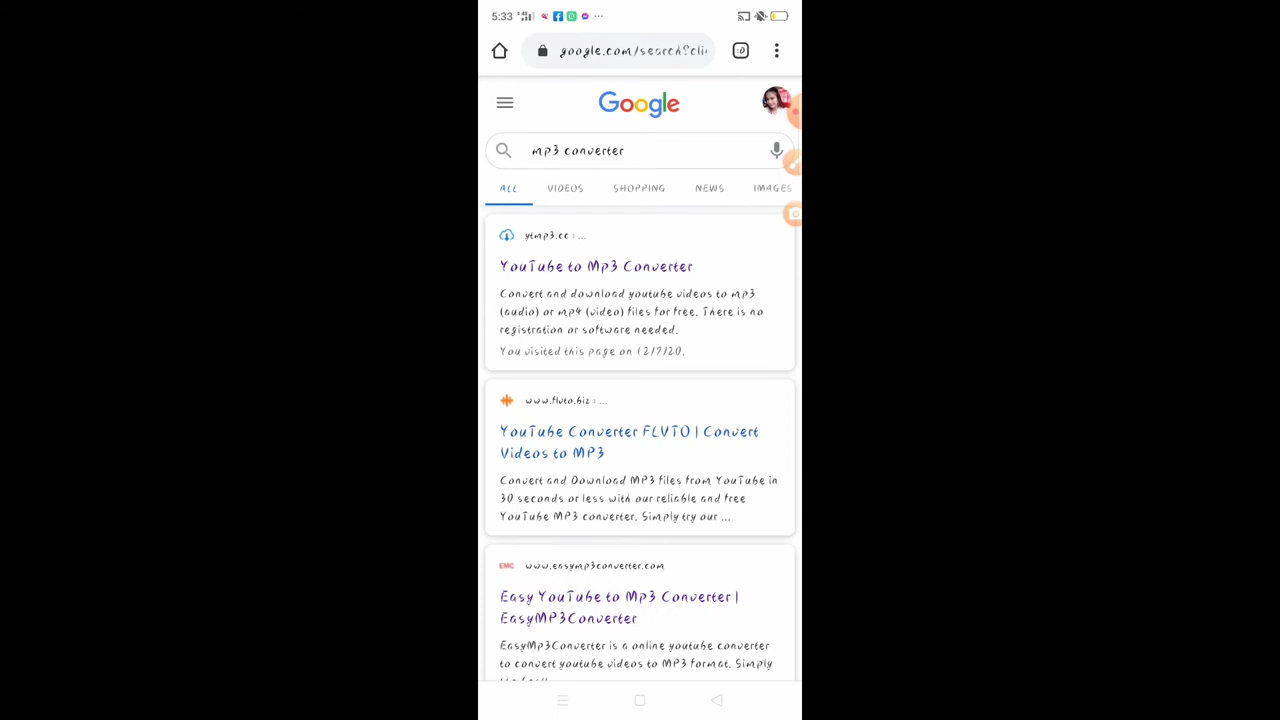 5:33
google.com/search?cli
:D
Google
mp3 converter
ALL VIDEOS SHOPPING NEWS IMAGES
ytmp3.cc › ...
YouTube to Mp3 Converter
Convert and download youtube videos to mp3
(audio) or mp4 (video) files for free. There is no
registration or software needed.
You visited this page on 12/7/20.
www.flvto.biz › ...
YouTube Converter FLVTO | Convert
Videos to MP3
Convert and Download MP3 files from YouTube in
30 seconds or less with our reliable and free
YouTube MP3 converter. Simply try our ...
EMC www.easymp3converter.com
Easy YouTube to Mp3 Converter |
EasyMP3Converter
EasyMp3Converter is a online youtube converter
to convert youtube videos to MP3 format. Simply